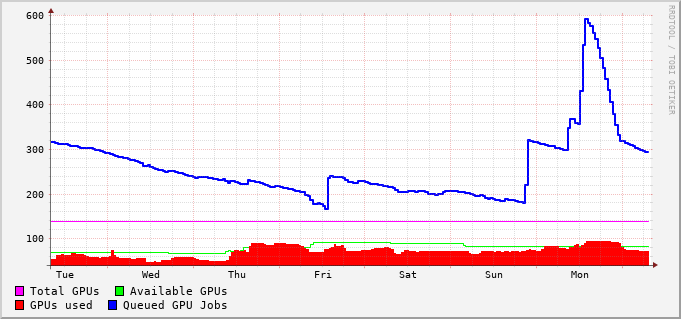 600
500
400
300
200
100
Tue Wed Thu Fri Sat Sun Mon
Total GPUs Available GPUs
GPUs used Queued GPU Jobs
RRDTOOL / TOBI OETIKER